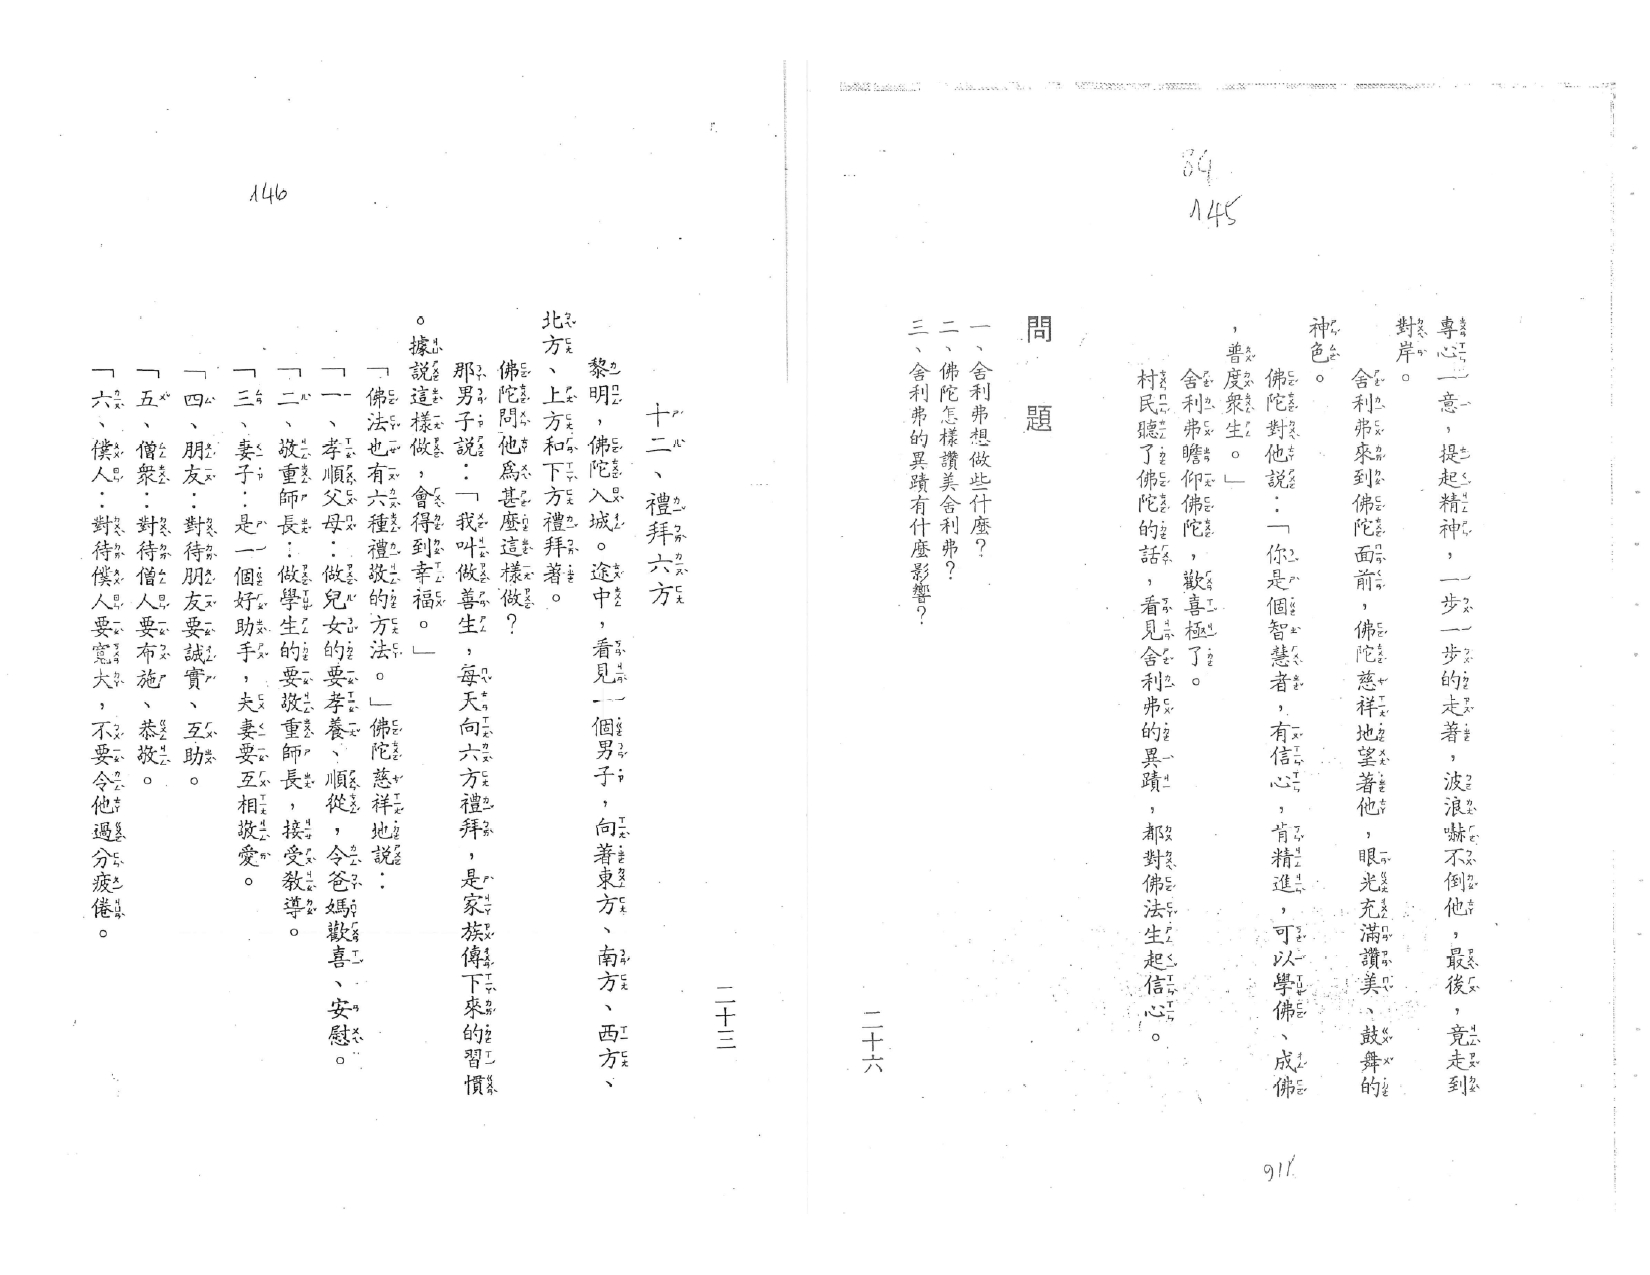 84
145
專心一意，提起精神，一步一步的走著，波浪嚇不倒他，最後，竟走到
對岸。
舍利弗來到佛陀面前，佛陀慈祥地望著他，眼光充滿讚美、鼓舞的
神色。
佛陀對他說：「你是個智慧者，有信心，肯精進，可以學佛、成佛
，普度衆生。」
舍利弗瞻仰佛陀，歡喜極了。
村民聽了佛陀的話，看見舍利弗的異蹟，都對佛法生起信心。
問題
一、舍利弗想做些什麼？
二、佛陀怎樣讚美舍利弗？
三、舍利弗的異蹟有什麼影響？
二十六
911
146
二十三
十二、禮拜六方
黎明，佛陀入城。途中，看見一個男子，向著東方、南方、西方、
北方、上方和下方禮拜著。
佛陀問他爲甚麼這樣做？
那男子說：「我叫做善生，每天向六方禮拜，是家族傳下來的習慣
。據説這樣做，會得到幸福。」
「佛法也有六種禮敬的方法。」佛陀慈祥地説：
「一、孝順父母：做兒女的要孝養、順從，令爸媽歡喜、安慰。
「二、敬重師長：做學生的要敬重師長，接受教導。
「三、妻子：是一個好助手，夫妻要互相敬愛。
「四、朋友：對待朋友要誠實、互助。
「五、僧衆：對待僧人要布施、恭敬。
「六、僕人：對待僕人要寬大，不要令他過分疲倦。